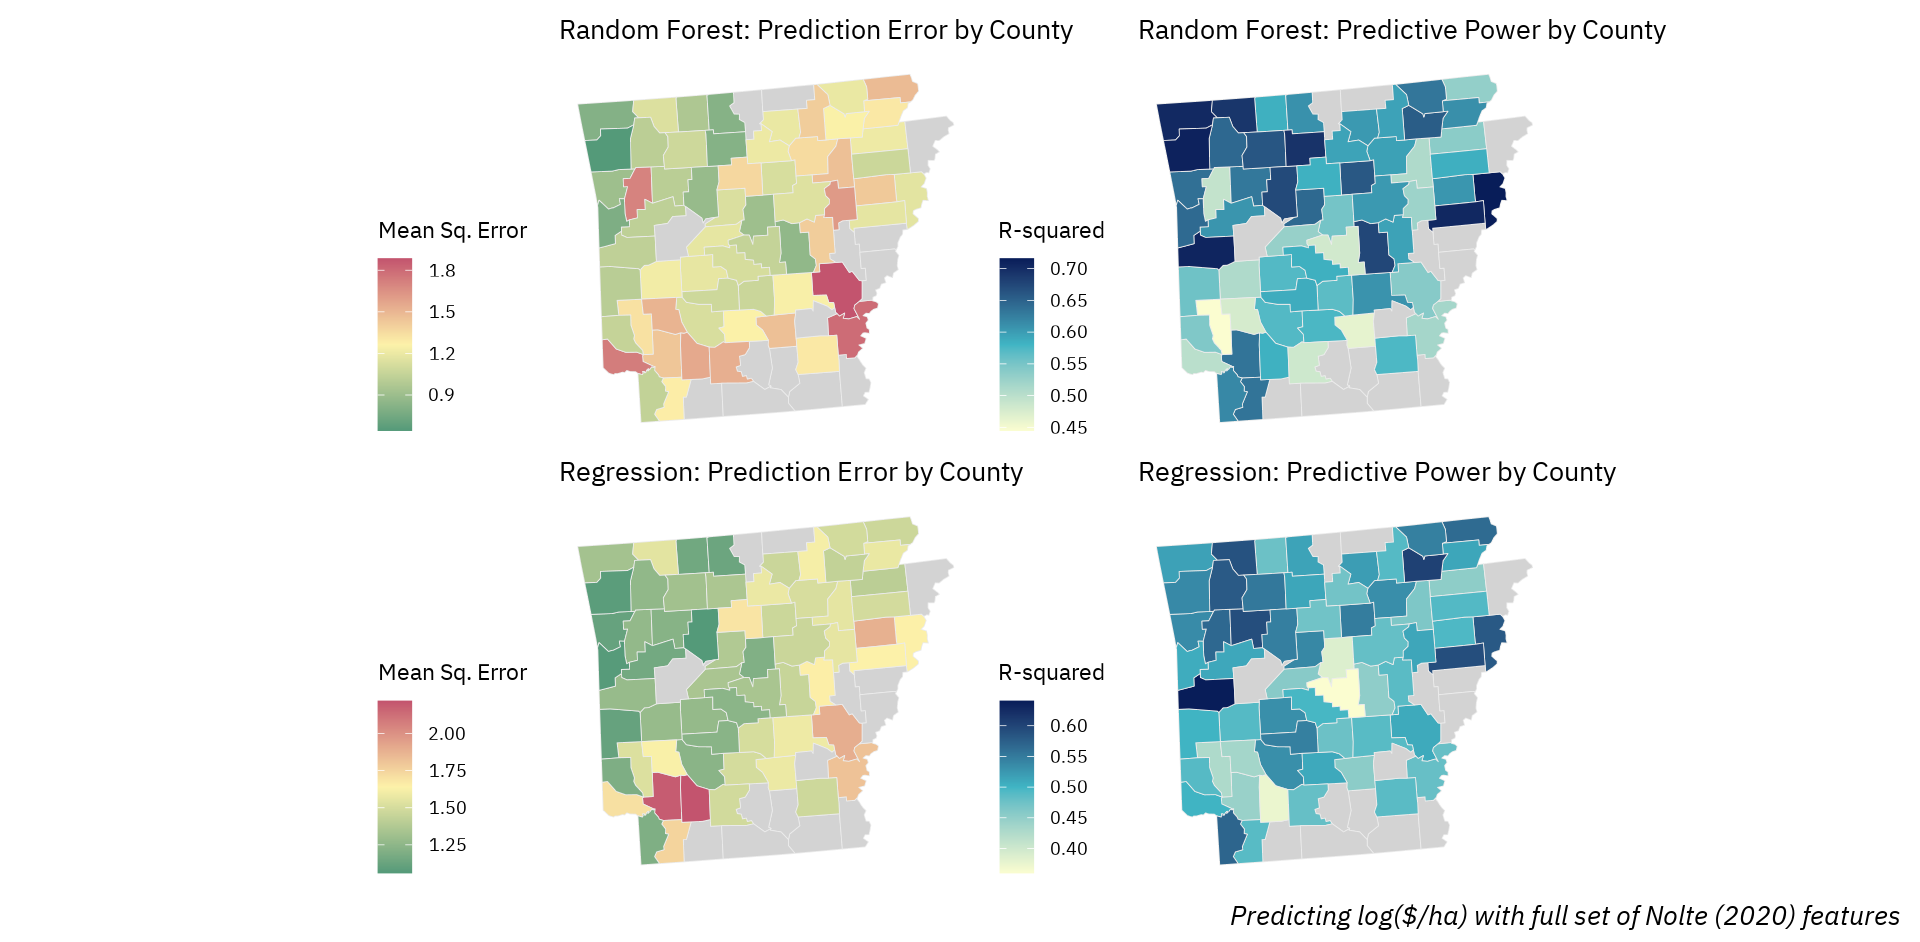 Random Forest: Prediction Error by County
Random Forest: Predictive Power by County
Mean Sq. Error
1.8
1.5
1.2
0.9
R-squared
0.70
0.65
0.60
0.55
0.50
0.45
Regression: Prediction Error by County
Regression: Predictive Power by County
Mean Sq. Error
2.00
1.75
1.50
1.25
R-squared
0.60
0.55
0.50
0.45
0.40
Predicting log($/ha) with full set of Nolte (2020) features